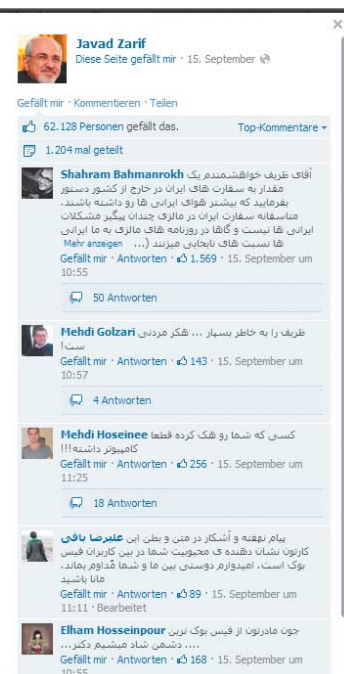 Javad Zarif
Diese Seite gefällt mir · 15. September
Gefällt mir · Kommentieren · Teilen
62.128 Personen gefällt das.
Top-Kommentare
1.204 mal geteilt
Shahram Bahmanrokh آقای ظریف خواهشمندم یک
مقدار به سفارت های ایران در خارج از کشور دستور
بفرمایید که بیشتر هوای ایرانی ها رو داشته باشند.
متاسفانه سفارت ایران در مالزی چندان پیگیر مشکلات
ایرانی ها نیست و گاها در روزنامه های مالزی به ما ایرانی
ها نسبت های نابجایی میزنند (... Mehr anzeigen
Gefällt mir · Antworten · 1.569 · 15. September um
10:55
50 Antworten
Mehdi Golzari ظریف را به خاطر بسپار ... هکر مردنی
ست!
Gefällt mir · Antworten · 143 · 15. September um
10:57
4 Antworten
Mehdi Hoseinee کسی که شما رو هک کرده قطعا
کامپیوتر داشته!!!
Gefällt mir · Antworten · 256 · 15. September um
11:25
18 Antworten
علیرضا باقی پیام نهفته و آشکار در متن و بطن این
کارتون نشان دهنده ی محبوبیت شما در بین کاربران فیس
بوک است. امیدوارم دوستی بین ما و شما مُداوم بماند.
مانا باشید
Gefällt mir · Antworten · 89 · 15. September um
11:11 · Bearbeitet
Elham Hosseinpour جون مادرتون از فیس بوک نرین
.... دشمن شاد میشیم دکتر...
Gefällt mir · Antworten · 168 · 15. September um
10:55